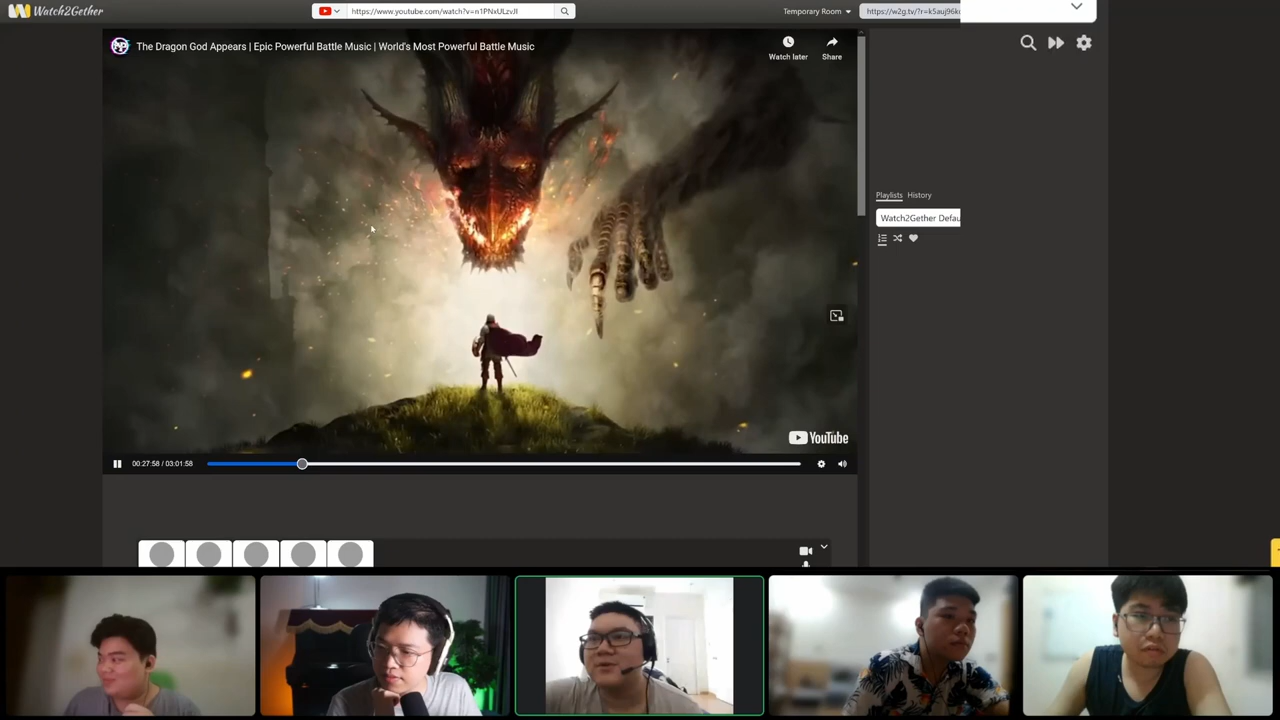 Watch2Gether
https://www.youtube.com/watch?v=n1PNxULzvJI
Temporary Room
https://w2g.tv/?r=k5auj96k
The Dragon God Appears | Epic Powerful Battle Music | World's Most Powerful Battle Music
Watch later
Share
Playlists
History
Watch2Gether Defau
YouTube
00:27:58 / 03:01:58